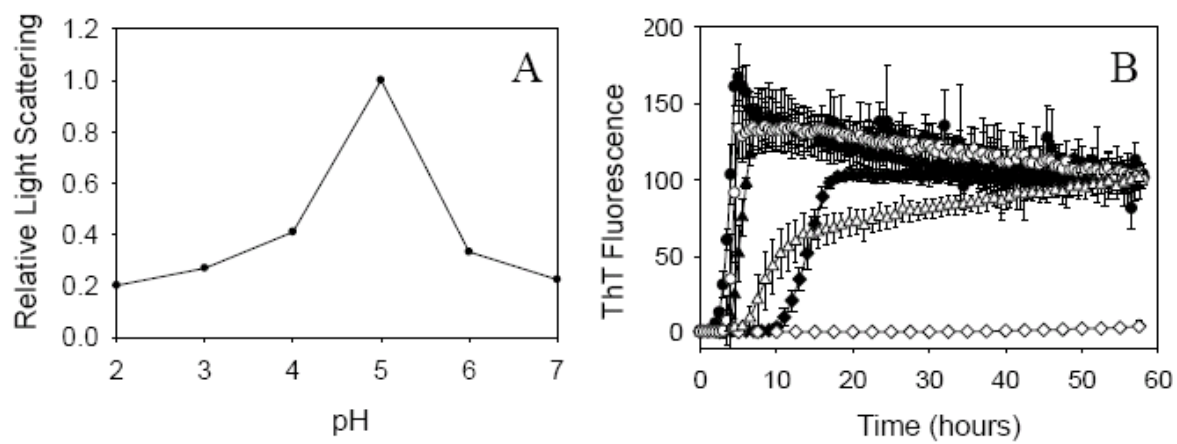 A
Relative Light Scattering
1.2
1.0
0.8
0.6
0.4
0.2
0.0
2 3 4 5 6 7
pH
B
ThT Fluorescence
200
150
100
50
0
0 10 20 30 40 50 60
Time (hours)